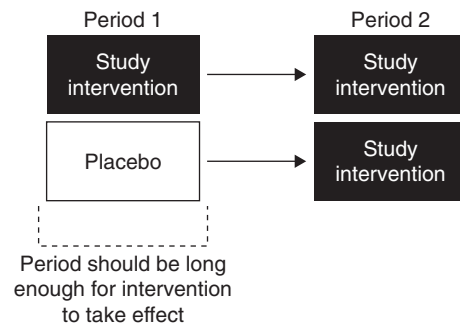 Period 1
Period 2
Study
intervention
Study
intervention
Placebo
Study
intervention
Period should be long
enough for intervention
to take effect